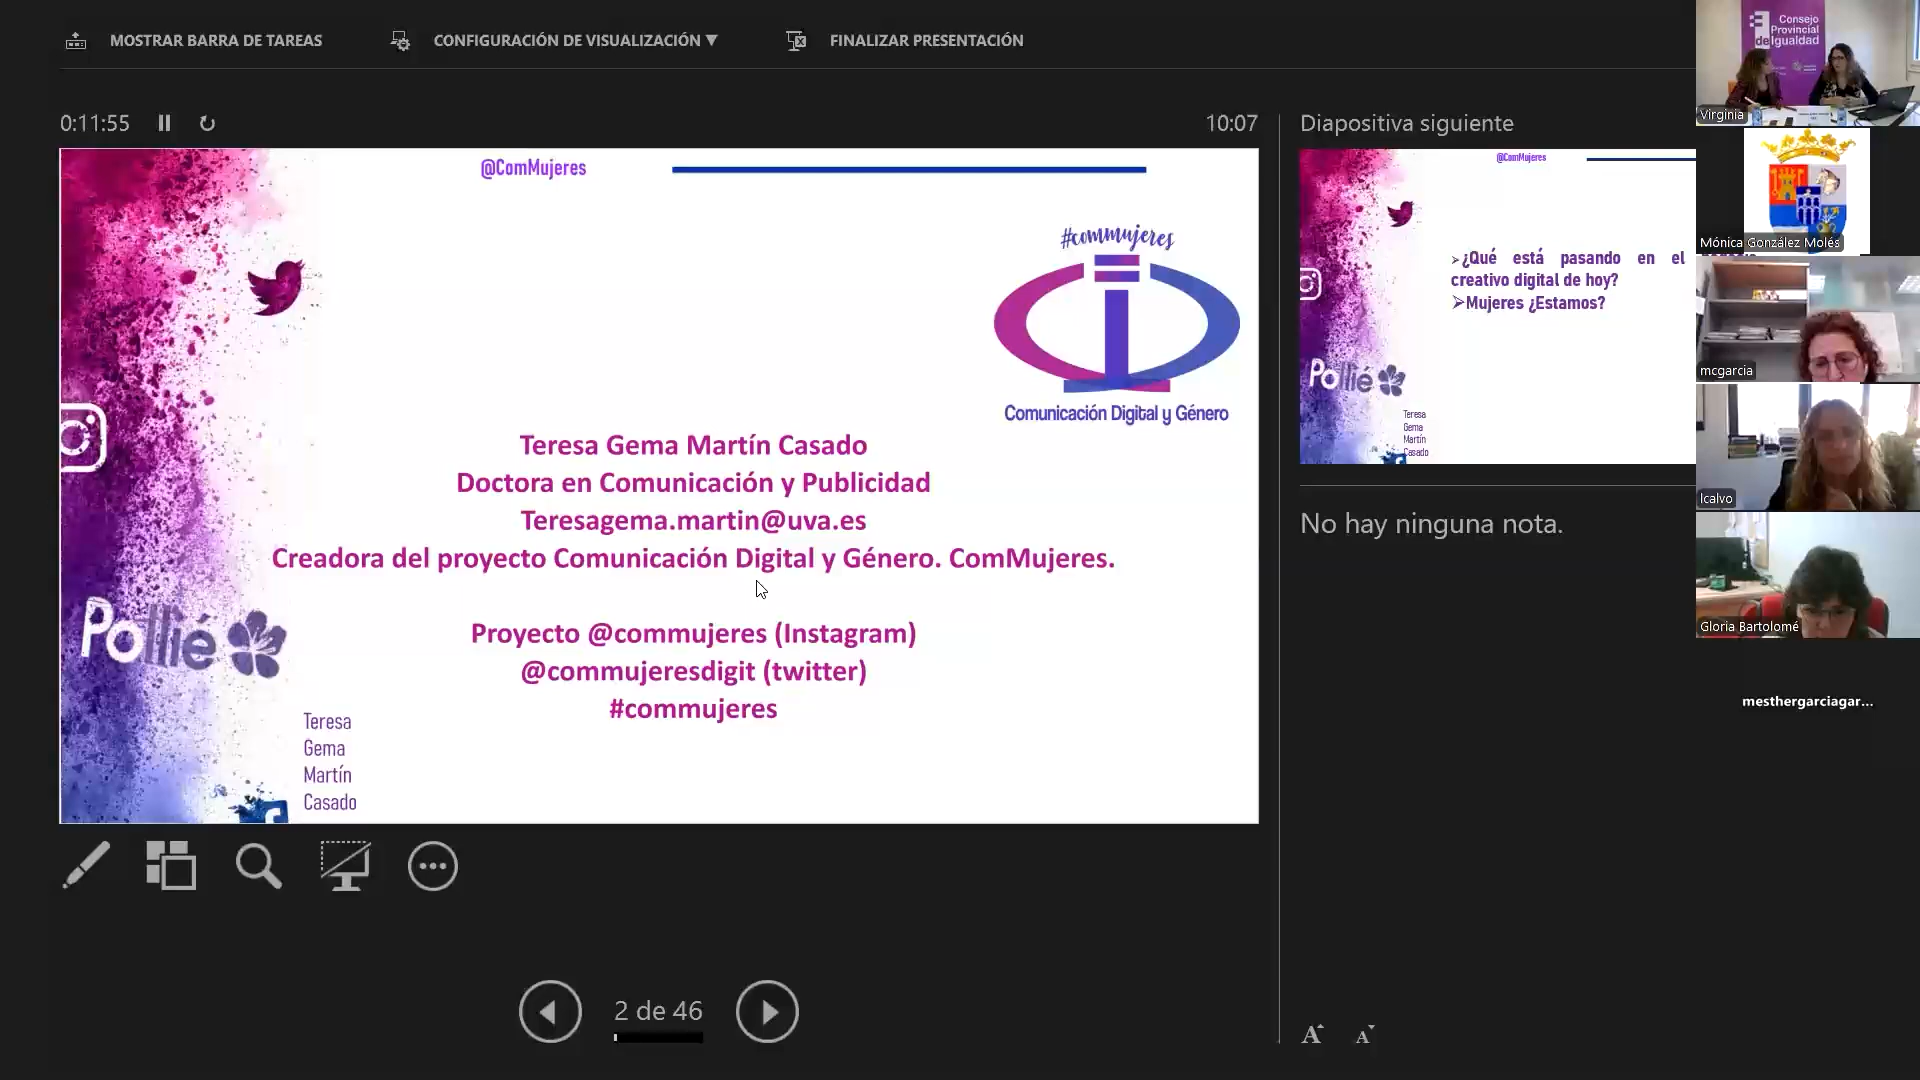 MOSTRAR BARRA DE TAREAS
CONFIGURACIÓN DE VISUALIZACIÓN ▼
FINALIZAR PRESENTACIÓN
0:11:55
10:07
Diapositiva siguiente
@ComMujeres
#commujeres
Comunicación Digital y Género
Teresa Gema Martín Casado
Doctora en Comunicación y Publicidad
Teresagema.martin@uva.es
Creadora del proyecto Comunicación Digital y Género. ComMujeres.
Proyecto @commujeres (Instagram)
@commujeresdigit (twitter)
#commujeres
Pollié
Teresa
Gema
Martín
Casado
2 de 46
@ComMujeres
➢¿Qué está pasando en el
creativo digital de hoy?
➢Mujeres ¿Estamos?
Pollié
Teresa
Gema
Martín
Casado
No hay ninguna nota.
A A
Consejo
Provincial
de Igualdad
Virginia
Mónica González Molés
mcgarcia
lcalvo
Gloria Bartolomé
mesthergarciagar...